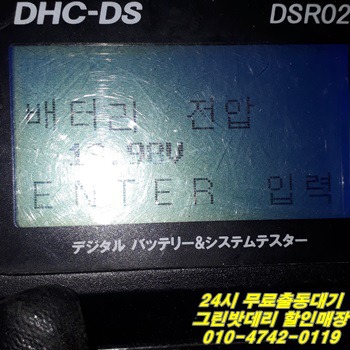 DHC-DS DSR02
배터리 전압
ENTER 입력
デジタル バッテリー&システムテスター
24시 무료출동대기
그린밧데리 할인매장
010-4742-0119